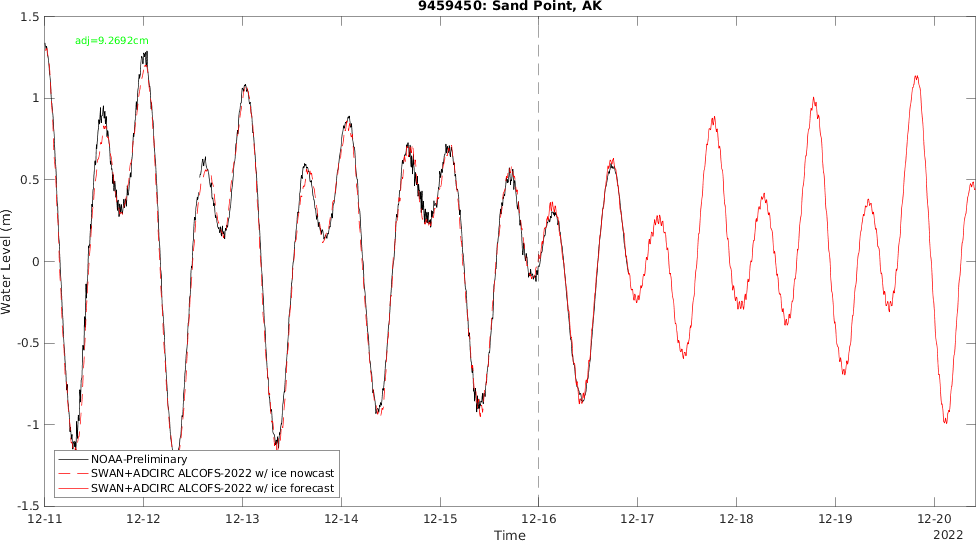 9459450: Sand Point, AK
adj=9.2692cm
1.5
1
0.5
0
-0.5
-1
-1.5
Water Level (m)
NOAA-Preliminary
SWAN+ADCIRC ALCOFS-2022 w/ ice nowcast
SWAN+ADCIRC ALCOFS-2022 w/ ice forecast
12-11 12-12 12-13 12-14 12-15 12-16 12-17 12-18 12-19 12-20
Time
2022